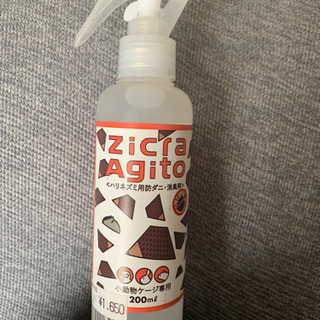 zicra
Agito
<ハリネズミ用防ダニ・消臭剤>
小動物ケージ専用
200ml
¥1,650